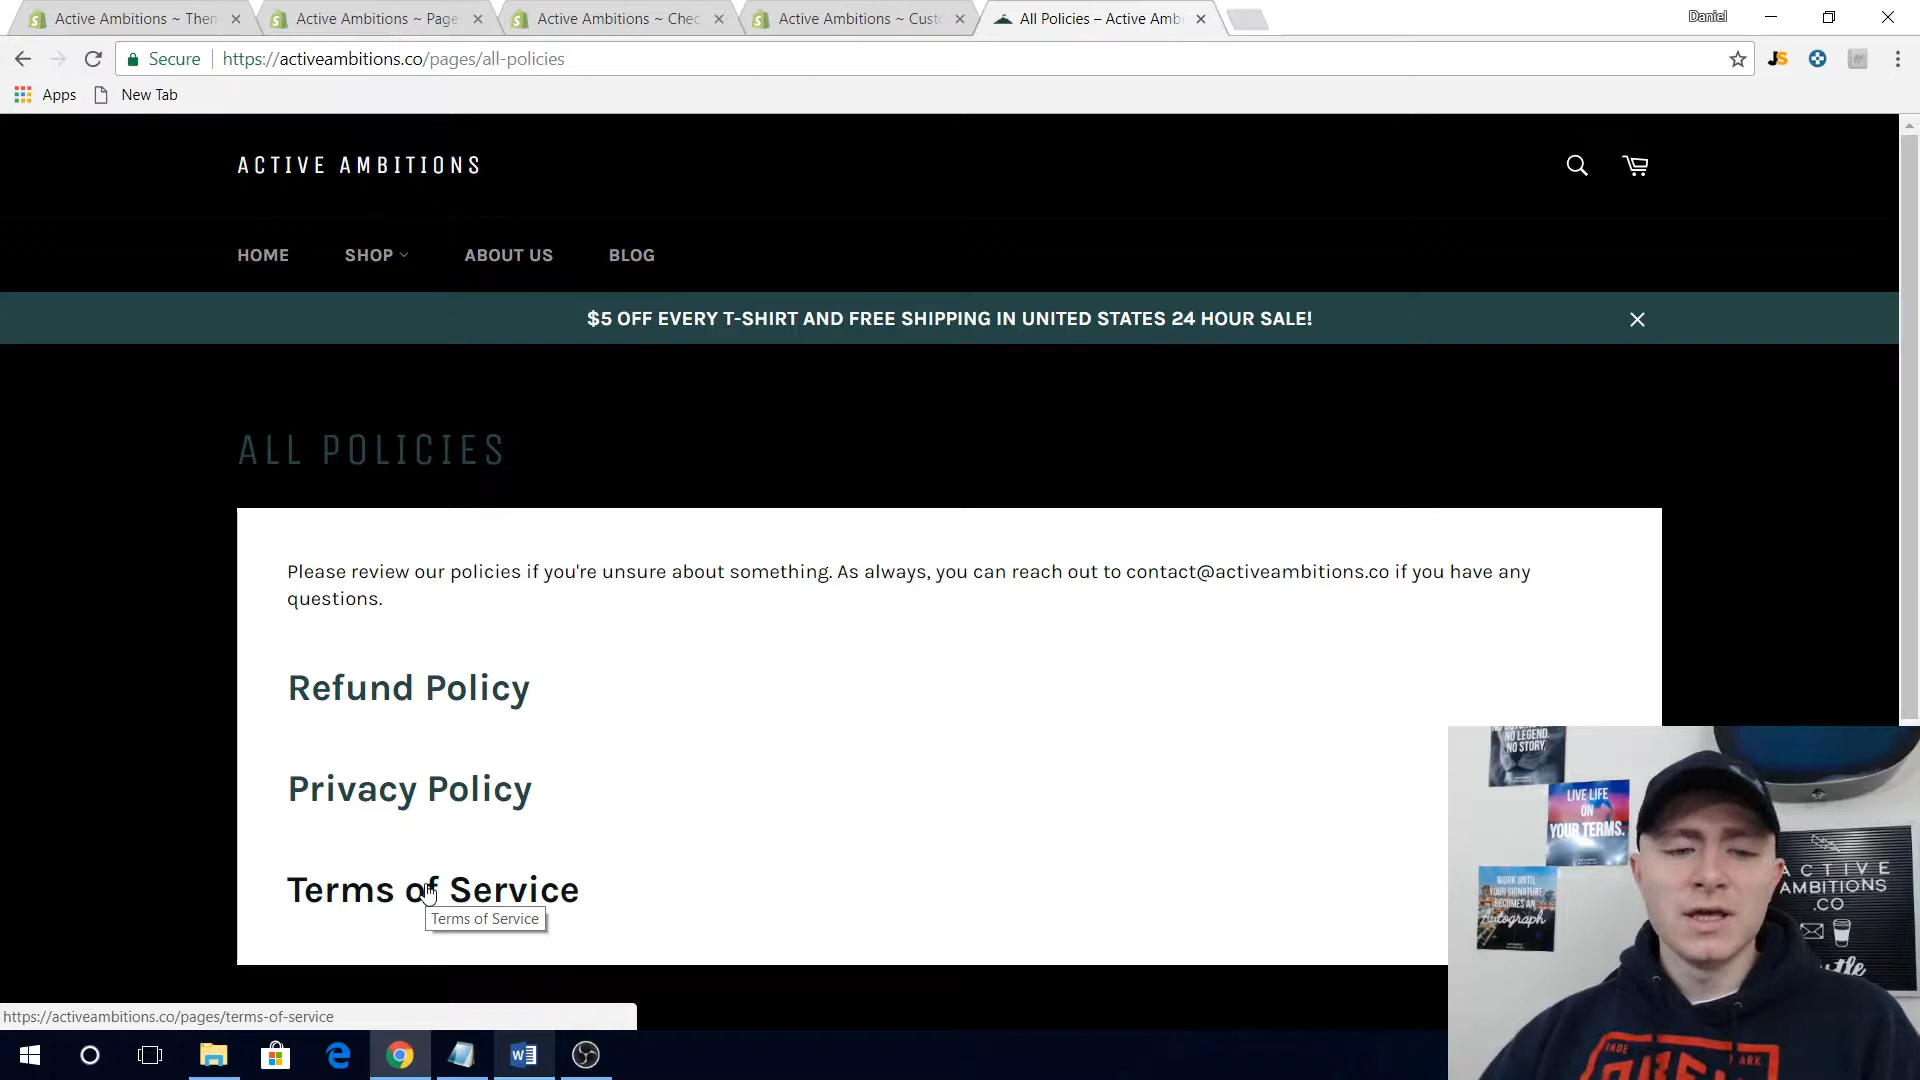 Active Ambitions ~ Them
Active Ambitions ~ Page
Active Ambitions ~ Chec
Active Ambitions ~ Custo
All Policies – Active Ambi
Daniel
Secure
https://activeambitions.co/pages/all-policies
Apps
New Tab
ACTIVE AMBITIONS
HOME
SHOP
ABOUT US
BLOG
$5 OFF EVERY T-SHIRT AND FREE SHIPPING IN UNITED STATES 24 HOUR SALE!
ALL POLICIES
Please review our policies if you're unsure about something. As always, you can reach out to contact@activeambitions.co if you have any
questions.
Refund Policy
Privacy Policy
Terms of Service
Terms of Service
https://activeambitions.co/pages/terms-of-service
NO LEGEND.
NO STORY.
LIVE LIFE
ON
YOUR TERMS.
WORK UNTIL
YOUR SIGNATURE
BECOMES AN
Autograph
ACTIVE
AMBITIONS
.CO